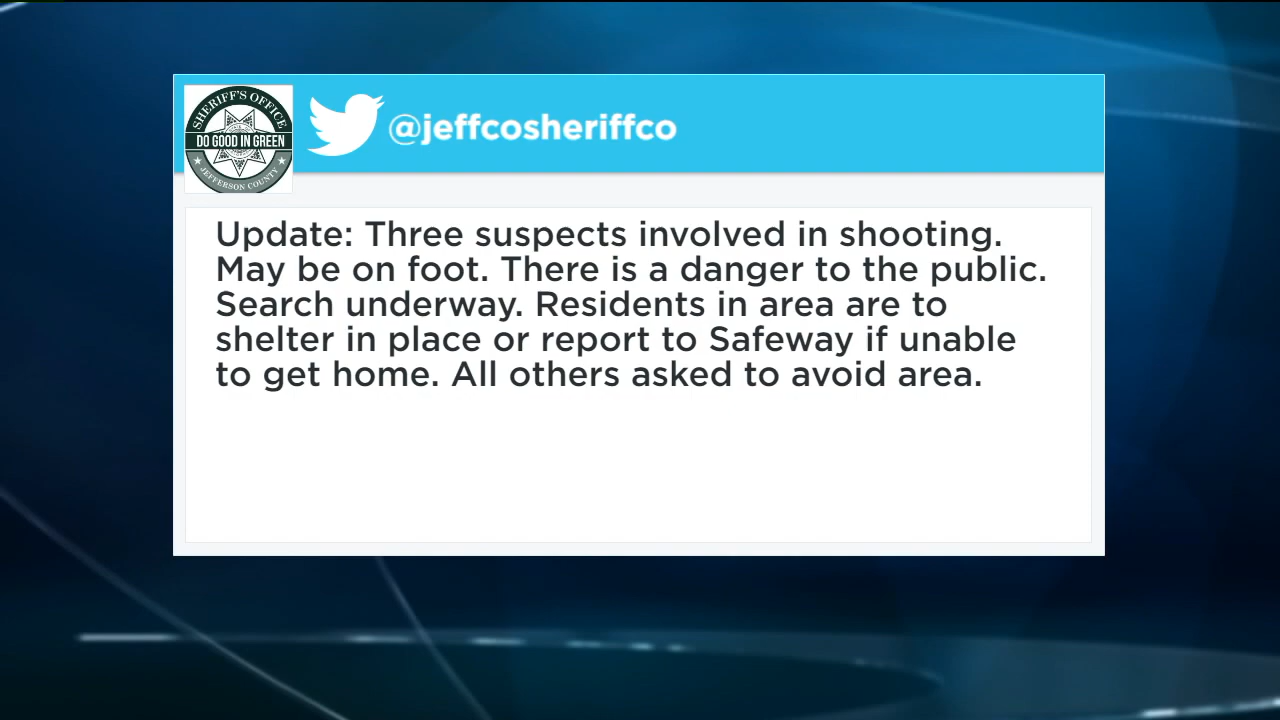 SHERIFF'S OFFICE
DO GOOD IN GREEN
JEFFERSON COUNTY
@jeffcosheriffco
Update: Three suspects involved in shooting.
May be on foot. There is a danger to the public.
Search underway. Residents in area are to
shelter in place or report to Safeway if unable
to get home. All others asked to avoid area.